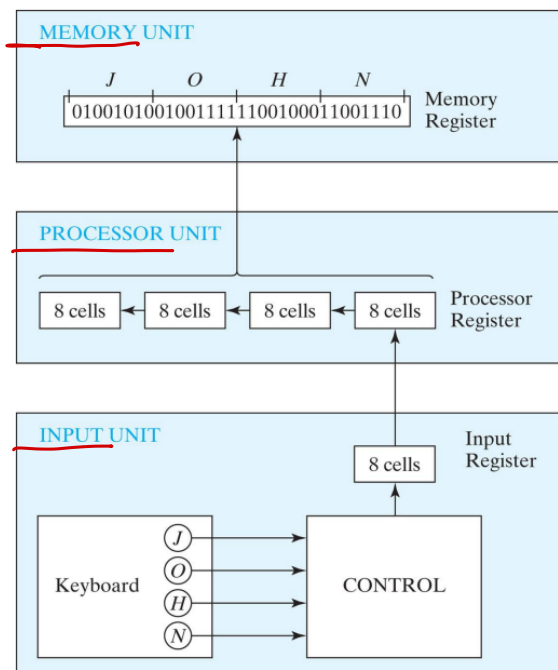 MEMORY UNIT
J O H N
01001010010011111100100011001110
Memory
Register
PROCESSOR UNIT
8 cells 8 cells 8 cells 8 cells
Processor
Register
INPUT UNIT
Input
Register
8 cells
Keyboard
J
O
H
N
CONTROL